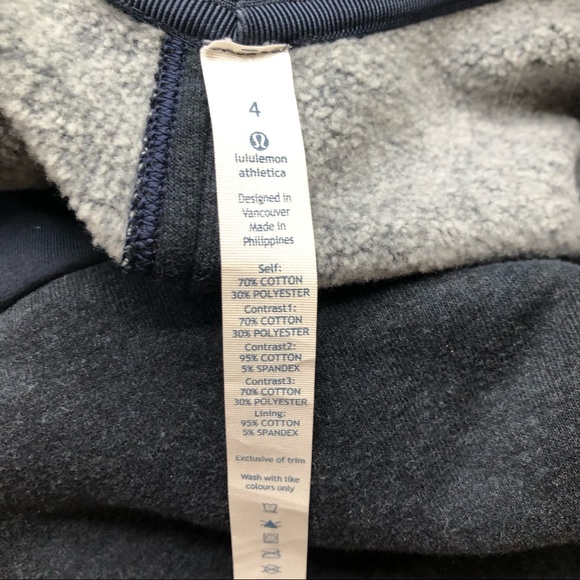 4
lululemon
athletica
Designed in
Vancouver
Made in
Philippines
Self:
70% COTTON
30% POLYESTER
Contrast1:
70% COTTON
30% POLYESTER
Contrast2:
95% COTTON
5% SPANDEX
Contrast3:
70% COTTON
30% POLYESTER
Lining:
95% COTTON
5% SPANDEX
Exclusive of trim
Wash with like
colours only